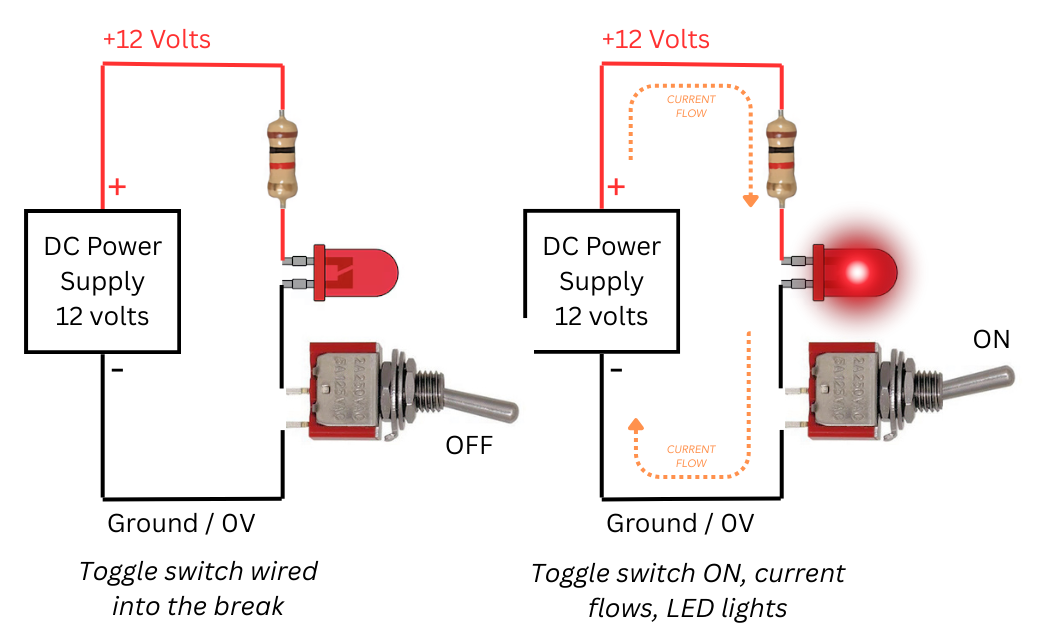 +12 Volts
+
DC Power
Supply
12 volts
-
OFF
Ground / 0V
Toggle switch wired
into the break
+12 Volts
CURRENT
FLOW
+
DC Power
Supply
12 volts
-
ON
CURRENT
FLOW
Ground / 0V
Toggle switch ON, current
flows, LED lights